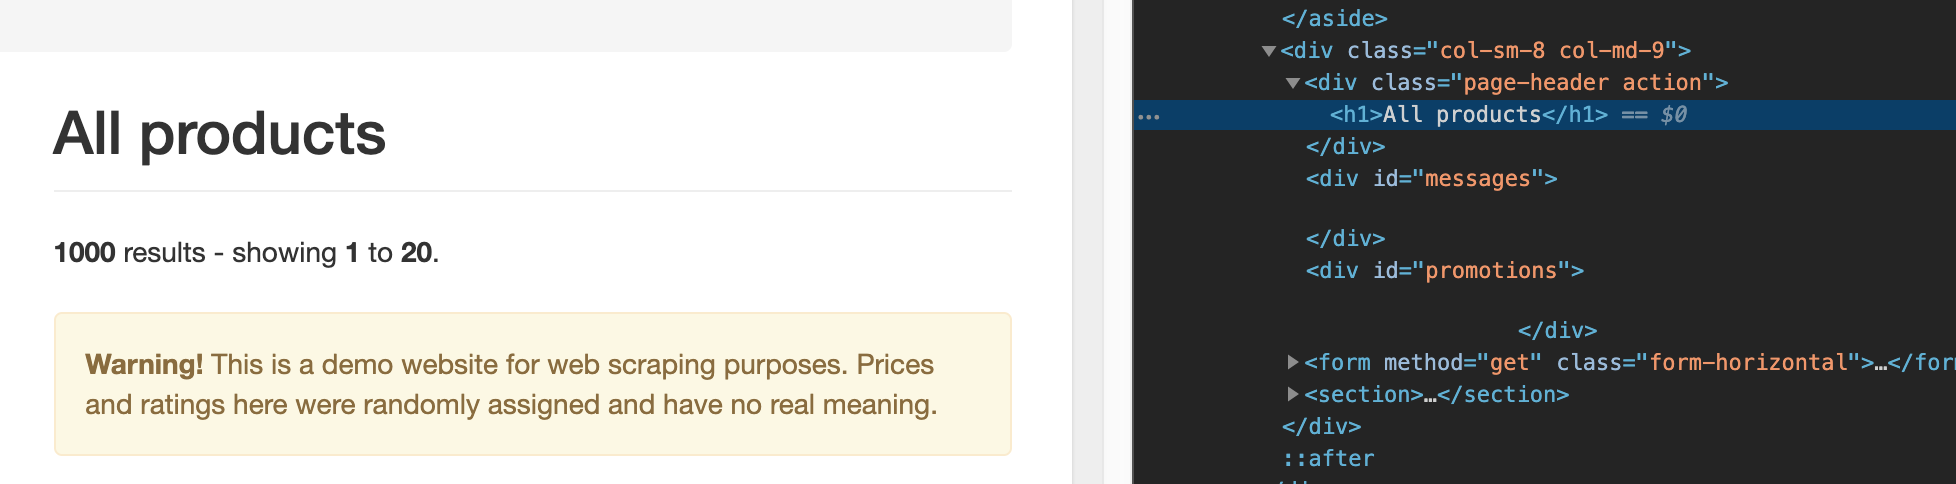 All products
1000 results - showing 1 to 20.
Warning! This is a demo website for web scraping purposes. Prices
and ratings here were randomly assigned and have no real meaning.
</aside>
<div class="col-sm-8 col-md-9">
<div class="page-header action">
… <h1>All products</h1> == $0
</div>
<div id="messages">
</div>
<div id="promotions">
</div>
<form method="get" class="form-horizontal">…</for
<section>…</section>
</div>
::after